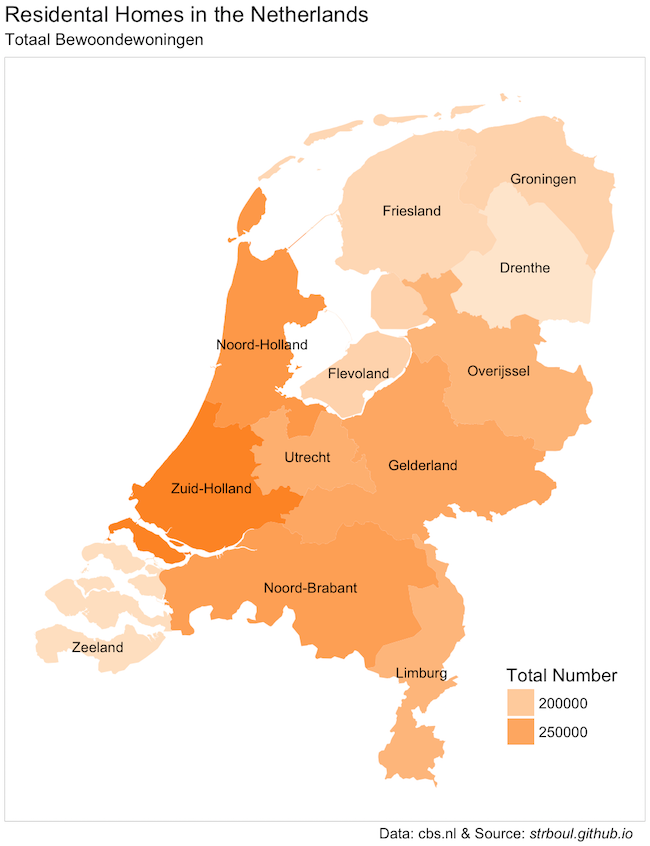 Residental Homes in the Netherlands
Totaal Bewoondewoningen
Groningen
Friesland
Drenthe
Noord-Holland
Flevoland
Overijssel
Utrecht
Gelderland
Zuid-Holland
Noord-Brabant
Zeeland
Limburg
Total Number
200000
250000
Data: cbs.nl & Source: strboul.github.io